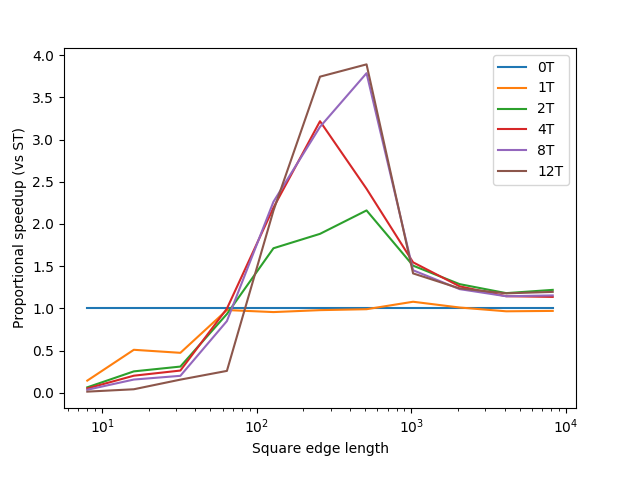 4.0
3.5
3.0
2.5
2.0
1.5
1.0
0.5
0.0
Proportional speedup (vs ST)
0T
1T
2T
4T
8T
12T
10¹
10²
10³
10⁴
Square edge length